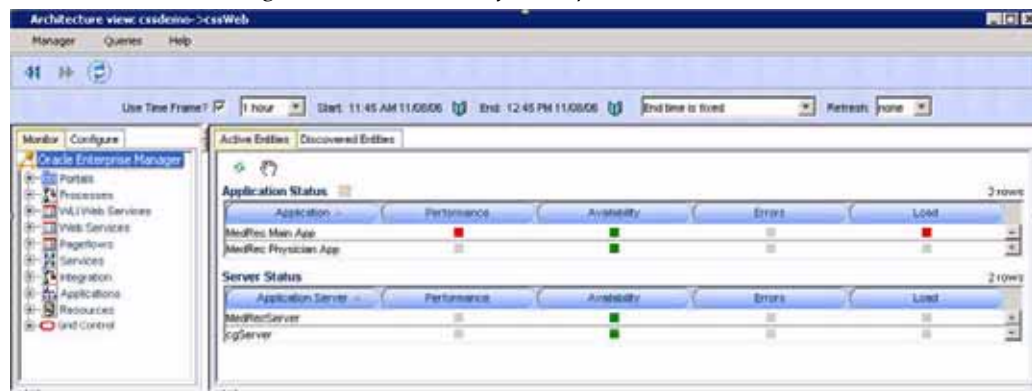 Architecture view: cssdemo->cssWeb
Manager Queries Help
Use Time Frame? 1 hour Start: 11:45 AM 11/08/06 End: 12:45 PM 11/08/06 End time is fixed Refresh: none
Monitor Configure
Active Entities Discovered Entities
Oracle Enterprise Manager
Portals
Processes
WLI Web Services
Web Services
Pageflows
Services
Integration
Applications
Resources
Grid Control
Application Status
2 rows
Application Performance Availability Errors Load
MedRec Main App
MedRec Physician App
Server Status
2 rows
Application Server Performance Availability Errors Load
MedRecServer
cgServer